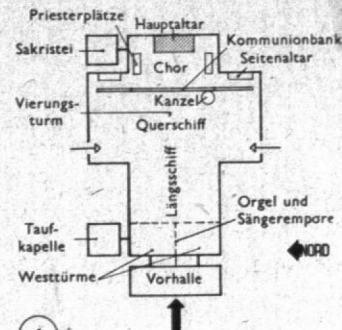 Priesterplätze
Hauptaltar
Sakristei
Kommunionbank
Chor
Seitenaltar
Vierungs-
turm
Kanzel
Querschiff
Längsschiff
Orgel und
Sängerempore
Tauf-
kapelle
NORD
Westtürme
Vorhalle